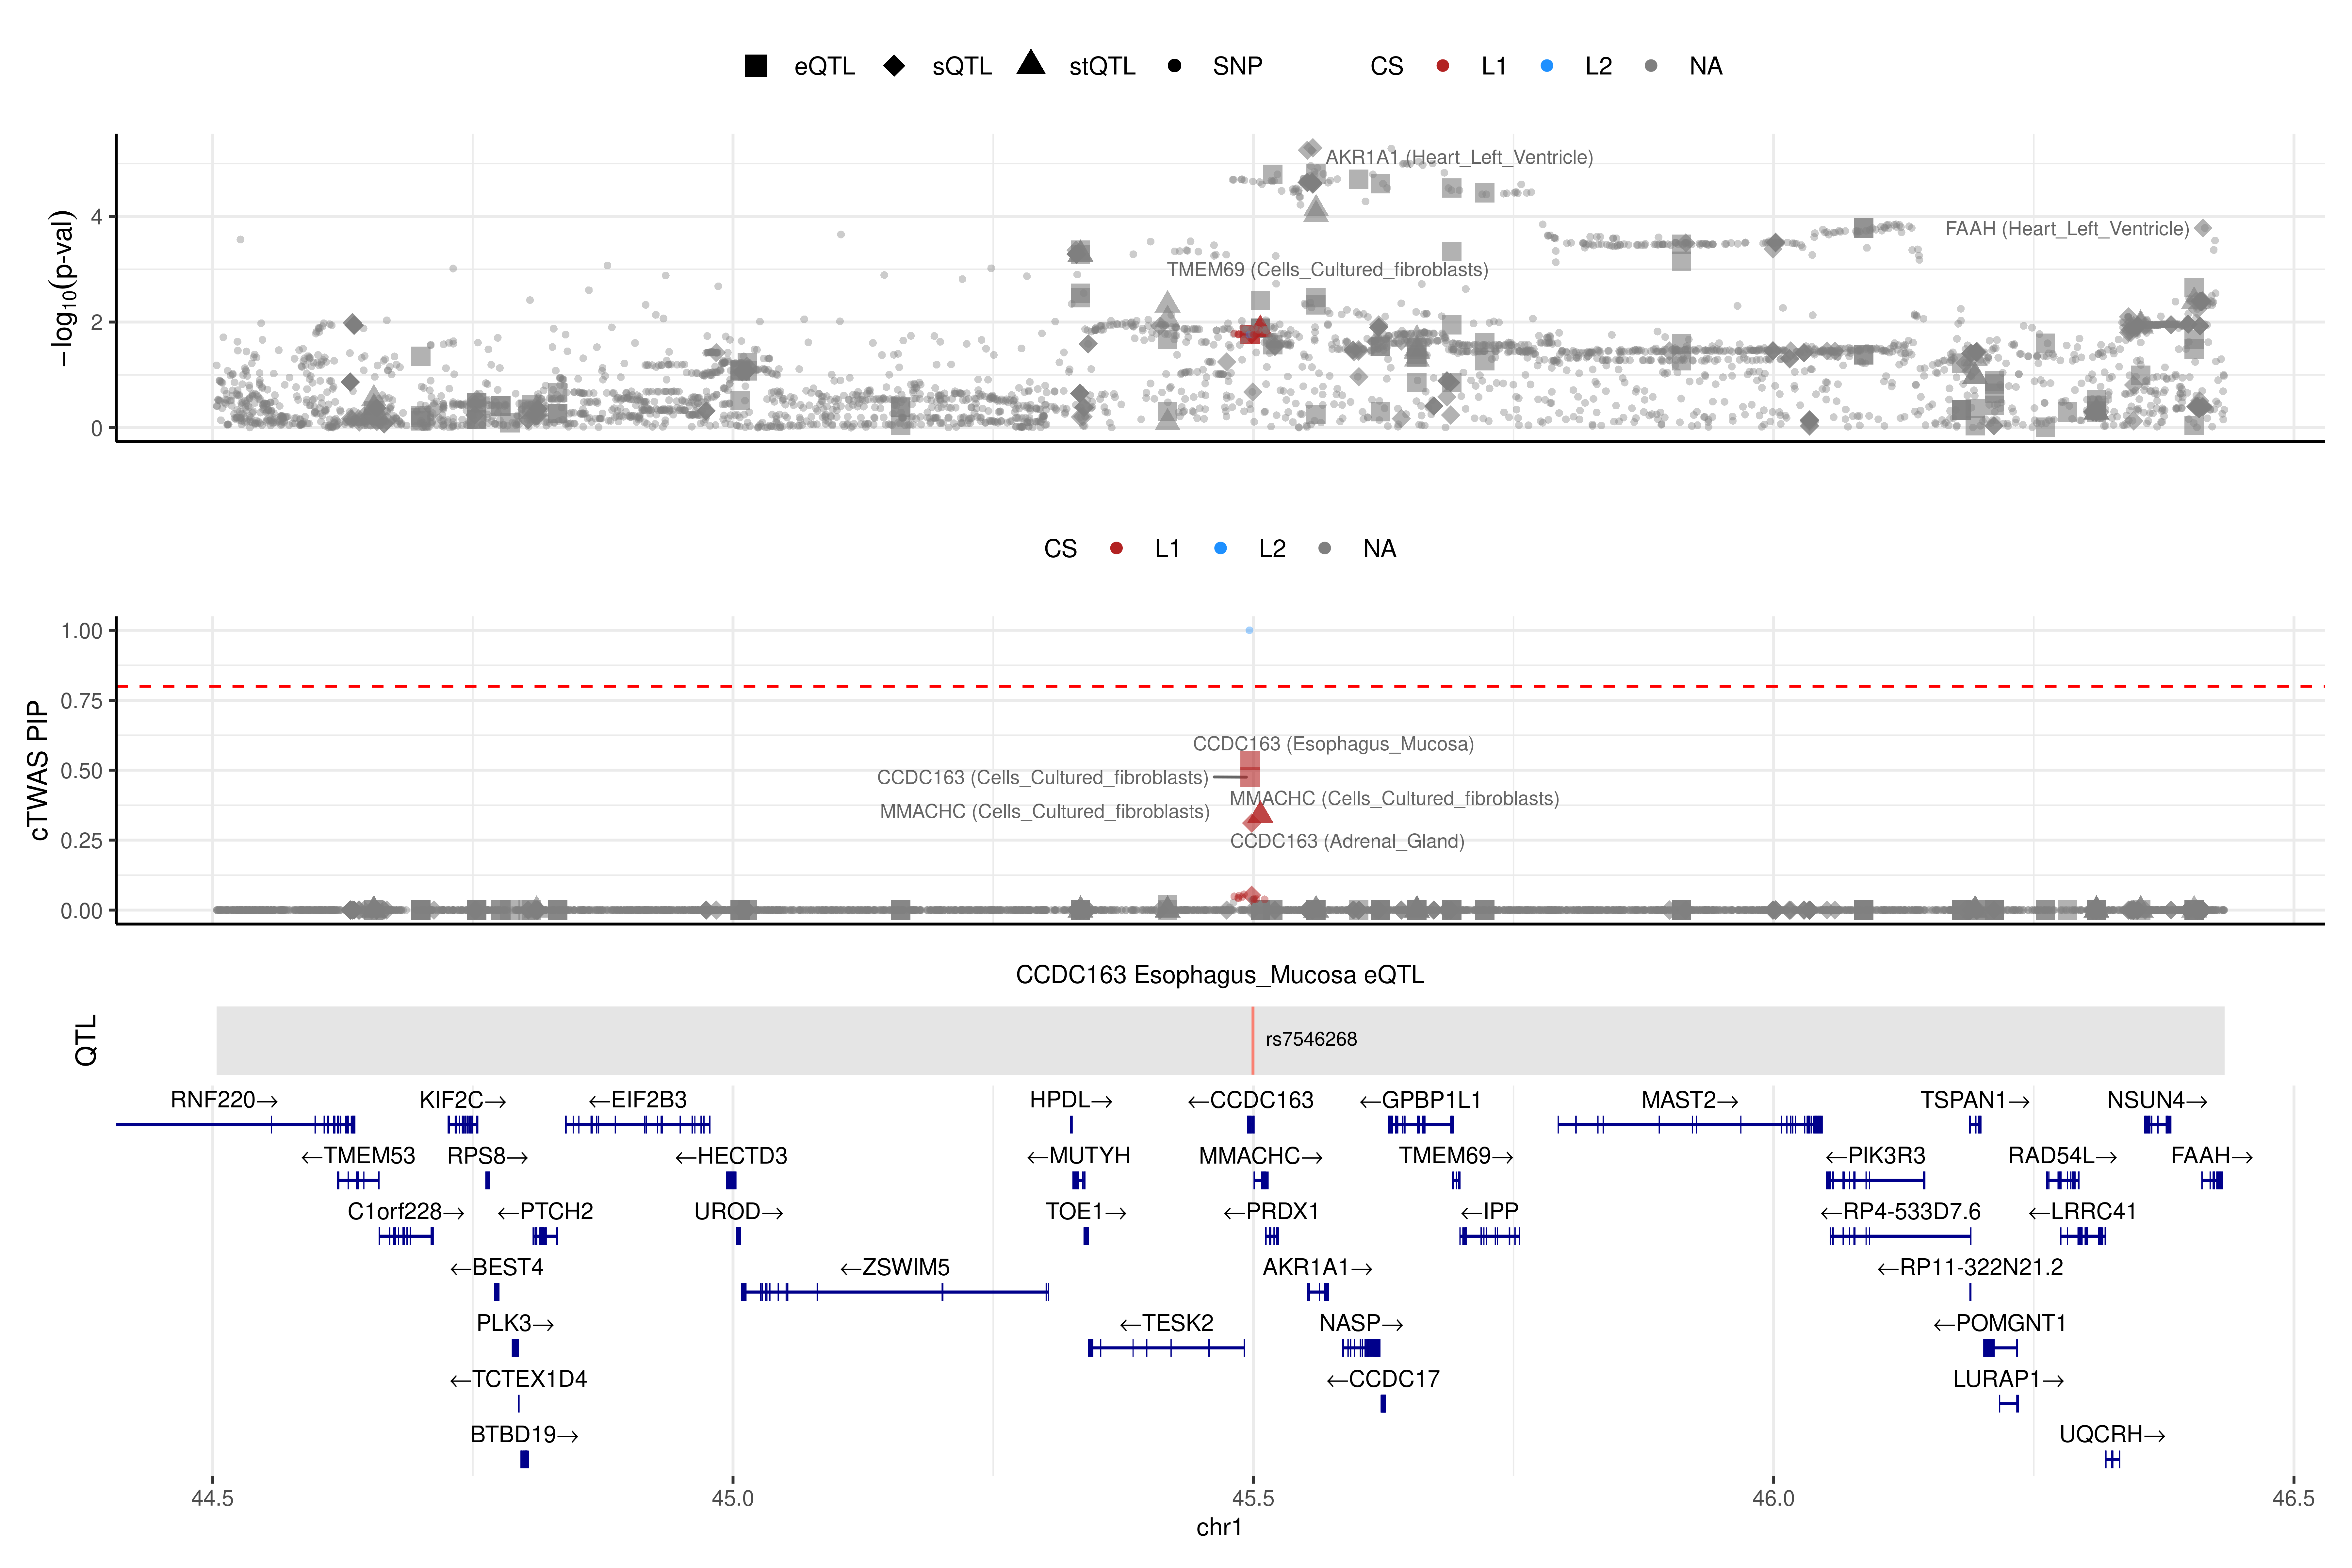 eQTL sQTL stQTL SNP CS L1 L2 NA
−log10(p-val)
4
2
0
AKR1A1 (Heart_Left_Ventricle)
FAAH (Heart_Left_Ventricle)
TMEM69 (Cells_Cultured_fibroblasts)
CS L1 L2 NA
cTWAS PIP
1.00
0.75
0.50
0.25
0.00
CCDC163 (Esophagus_Mucosa)
CCDC163 (Cells_Cultured_fibroblasts)
MMACHC (Cells_Cultured_fibroblasts)
MMACHC (Cells_Cultured_fibroblasts)
CCDC163 (Adrenal_Gland)
CCDC163 Esophagus_Mucosa eQTL
QTL
rs7546268
RNF220→ KIF2C→ ←EIF2B3 HPDL→ ←CCDC163 ←GPBP1L1 MAST2→ TSPAN1→ NSUN4→
←TMEM53 RPS8→ ←HECTD3 ←MUTYH MMACHC→ TMEM69→ ←PIK3R3 RAD54L→ FAAH→
C1orf228→ ←PTCH2 UROD→ TOE1→ ←PRDX1 ←IPP ←RP4-533D7.6 ←LRRC41
←BEST4 ←ZSWIM5 AKR1A1→ ←RP11-322N21.2
PLK3→ ←TESK2 NASP→ ←POMGNT1
←TCTEX1D4 ←CCDC17 LURAP1→
BTBD19→ UQCRH→
44.5 45.0 45.5 46.0 46.5
chr1